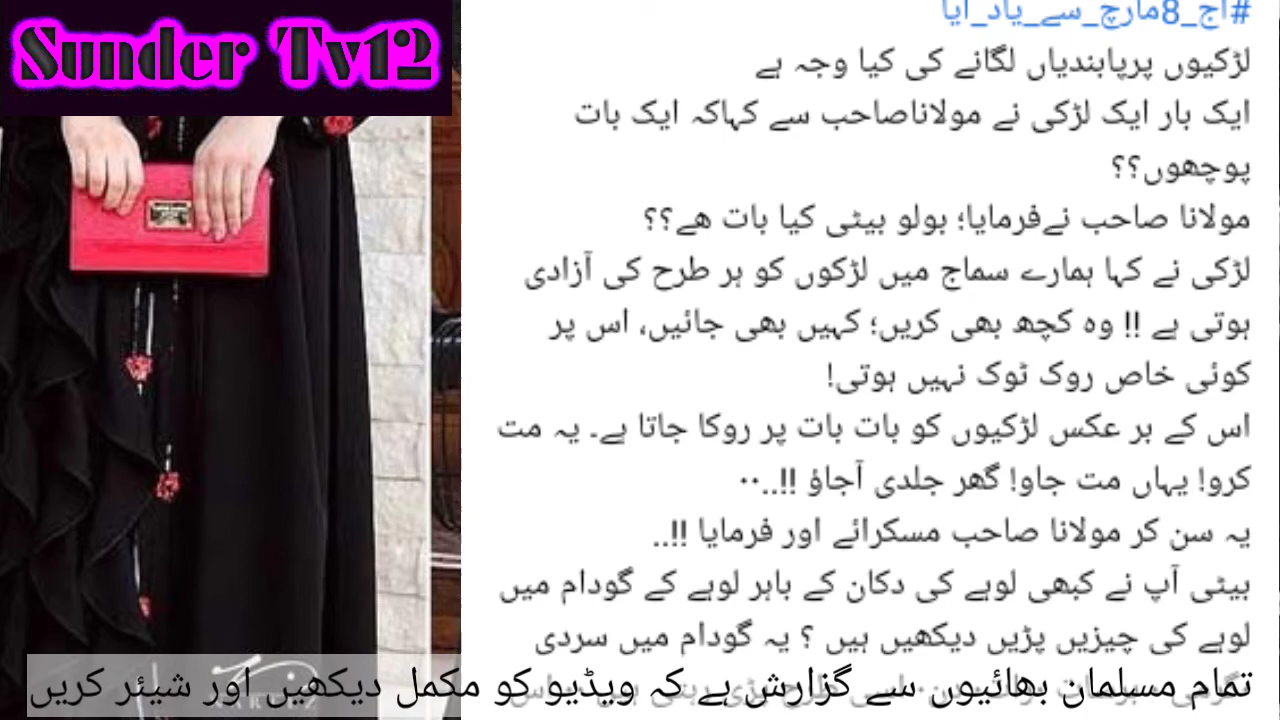 Sunder Tv12
#آج_8مارچ_سے_یاد_آیا
لڑکیوں پرپابندیاں لگانے کی کیا وجہ ہے
ایک بار ایک لڑکی نے مولاناصاحب سے کہاکہ ایک بات
پوچھوں؟؟
مولانا صاحب نےفرمایا؛ بولو بیٹی کیا بات ھے؟؟
لڑکی نے کہا ہمارے سماج میں لڑکوں کو ہر طرح کی آزادی
ہوتی ہے !! وہ کچھ بھی کریں؛ کہیں بھی جائیں، اس پر
کوئی خاص روک ٹوک نہیں ہوتی!
اس کے بر عکس لڑکیوں کو بات بات پر روکا جاتا ہے۔ یہ مت
کرو! یہاں مت جاو! گھر جلدی آجاؤ !!..۰۰
یہ سن کر مولانا صاحب مسکرائے اور فرمایا !!..
بیٹی آپ نے کبھی لوہے کی دکان کے باہر لوہے کے گودام میں
لوہے کی چیزیں پڑیں دیکھیں ہیں ؟ یہ گودام میں سردی
تمام مسلمان بھائیوں سے گزارش ہے کہ ویڈیو کو مکمل دیکھیں اور شیئر کریں